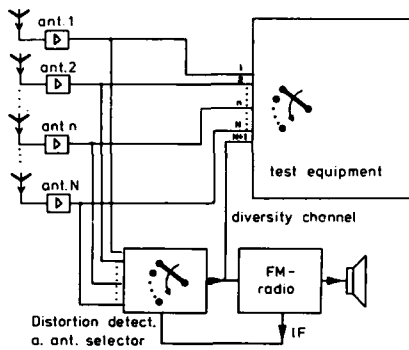 ant.1
ant.2
ant.n
ant.N
1
2
n
N
N+1
test equipment
diversity channel
FM-
radio
Distortion detect.
a. ant. selector
IF